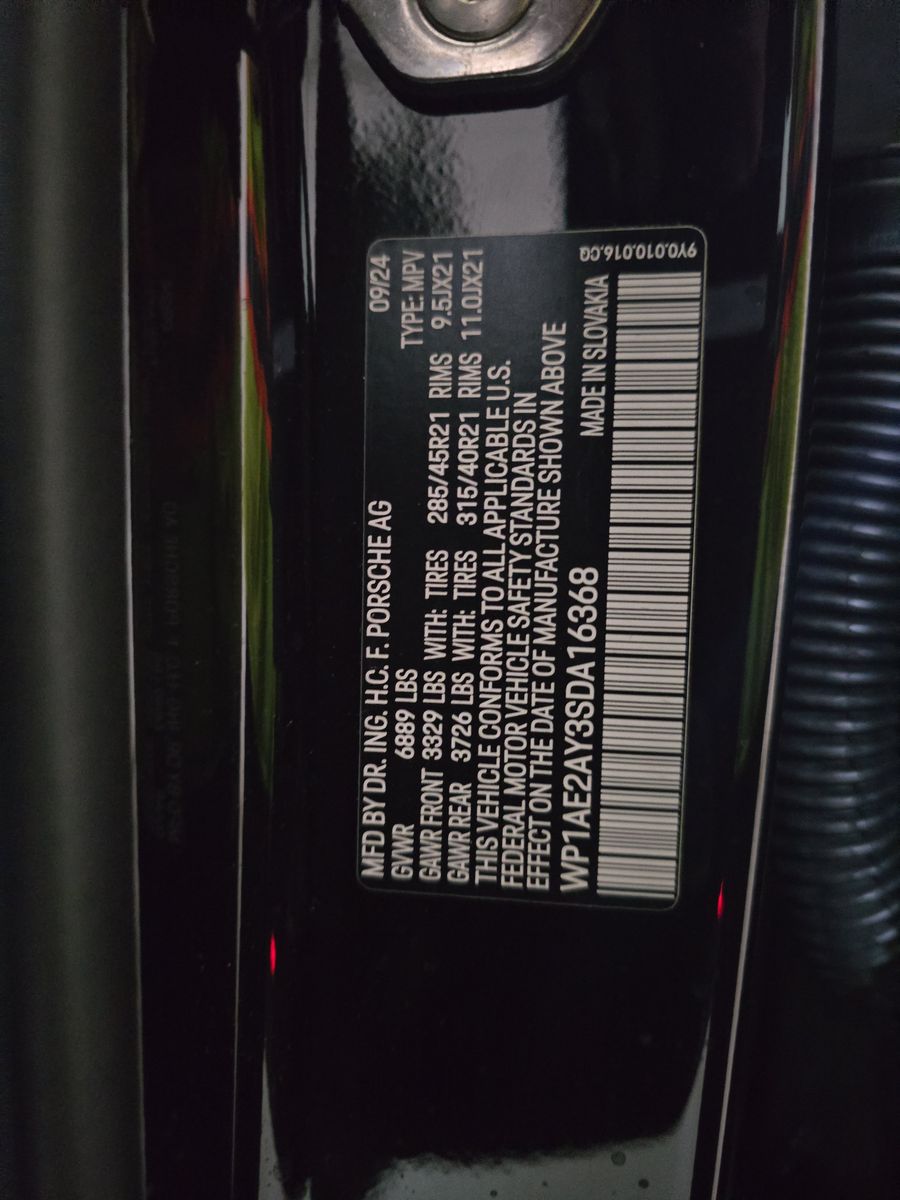 MFD BY DR. ING. H.C. F. PORSCHE AG 09/24
GVWR 6889 LBS TYPE: MPV
GAWR FRONT 3329 LBS WITH: TIRES 285/45R21 RIMS 9.5JX21
GAWR REAR 3726 LBS WITH: TIRES 315/40R21 RIMS 11.0JX21
THIS VEHICLE CONFORMS TO ALL APPLICABLE U.S.
FEDERAL MOTOR VEHICLE SAFETY STANDARDS IN
EFFECT ON THE DATE OF MANUFACTURE SHOWN ABOVE
WP1AE2AY3SDA16368 MADE IN SLOVAKIA
9Y0.010.016.CQ